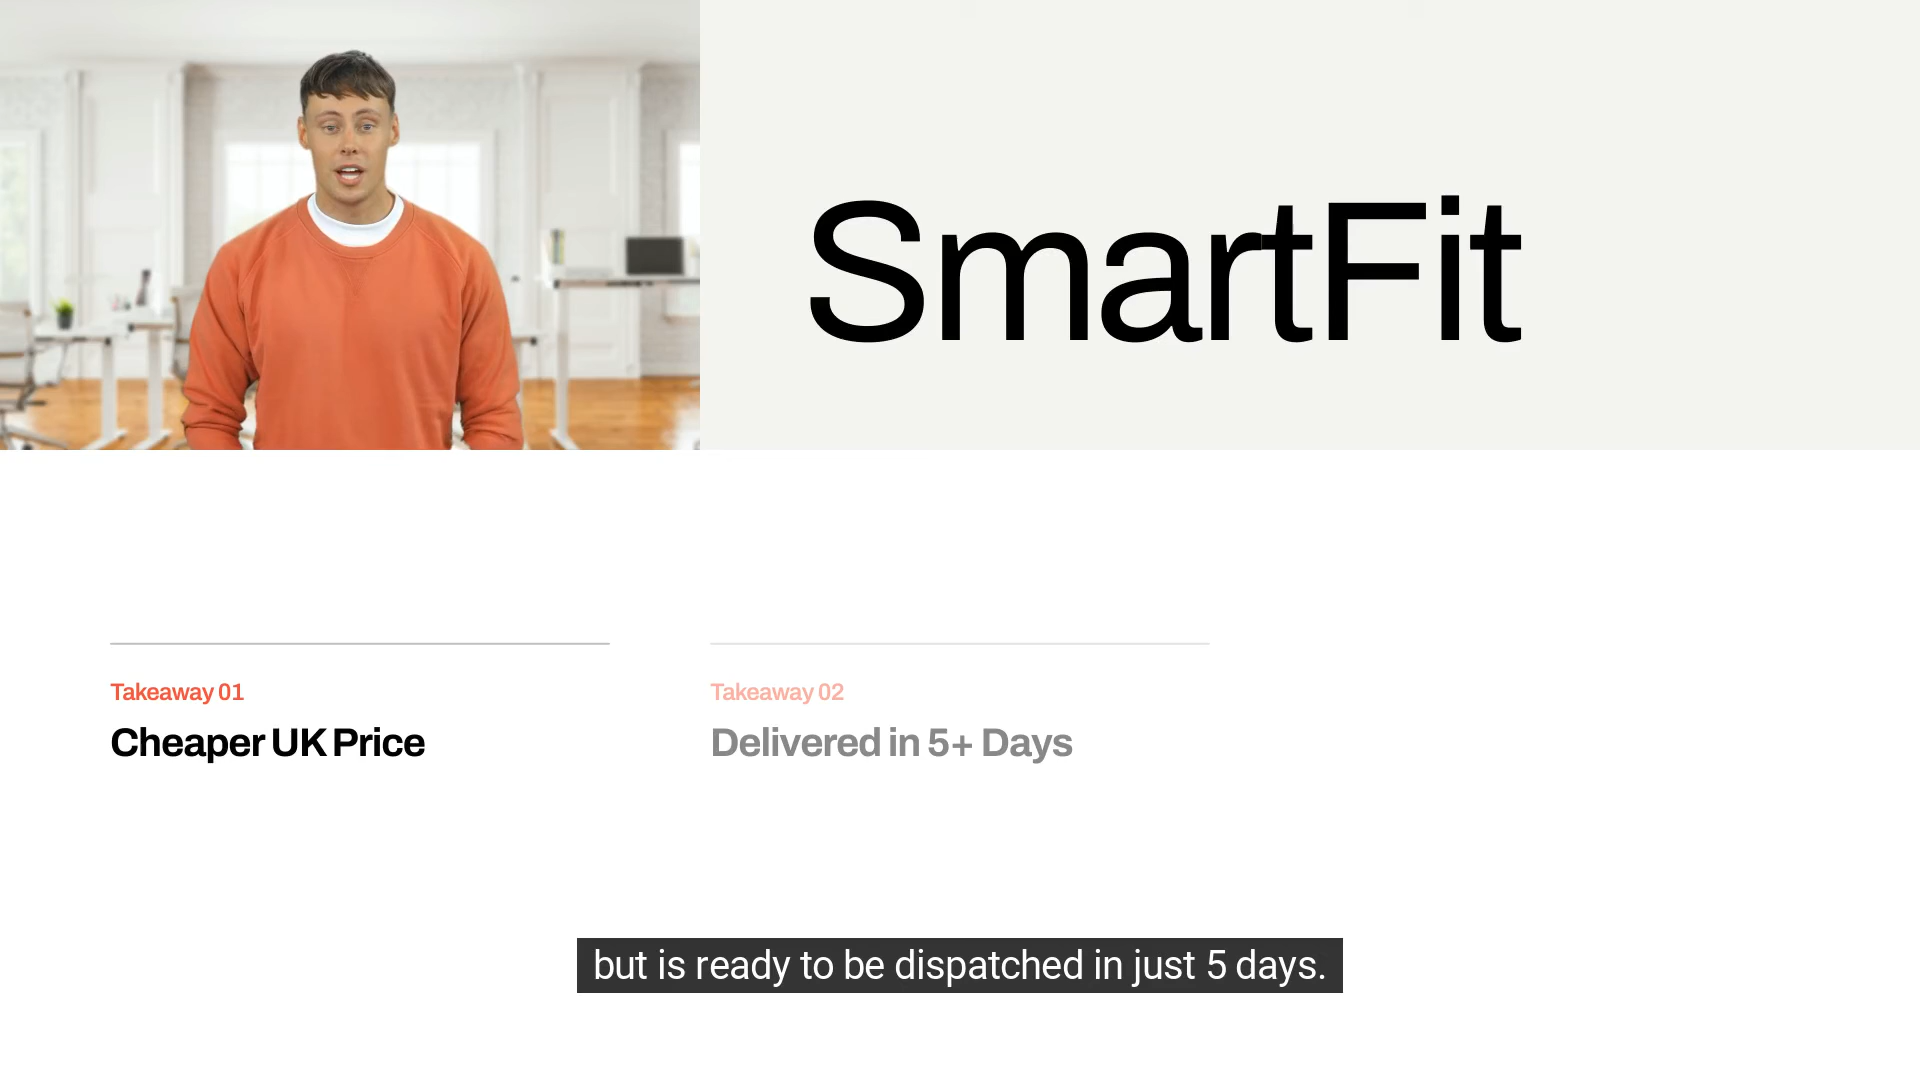 SmartFit
Takeaway 01
Cheaper UK Price
Takeaway 02
Delivered in 5+ Days
but is ready to be dispatched in just 5 days.